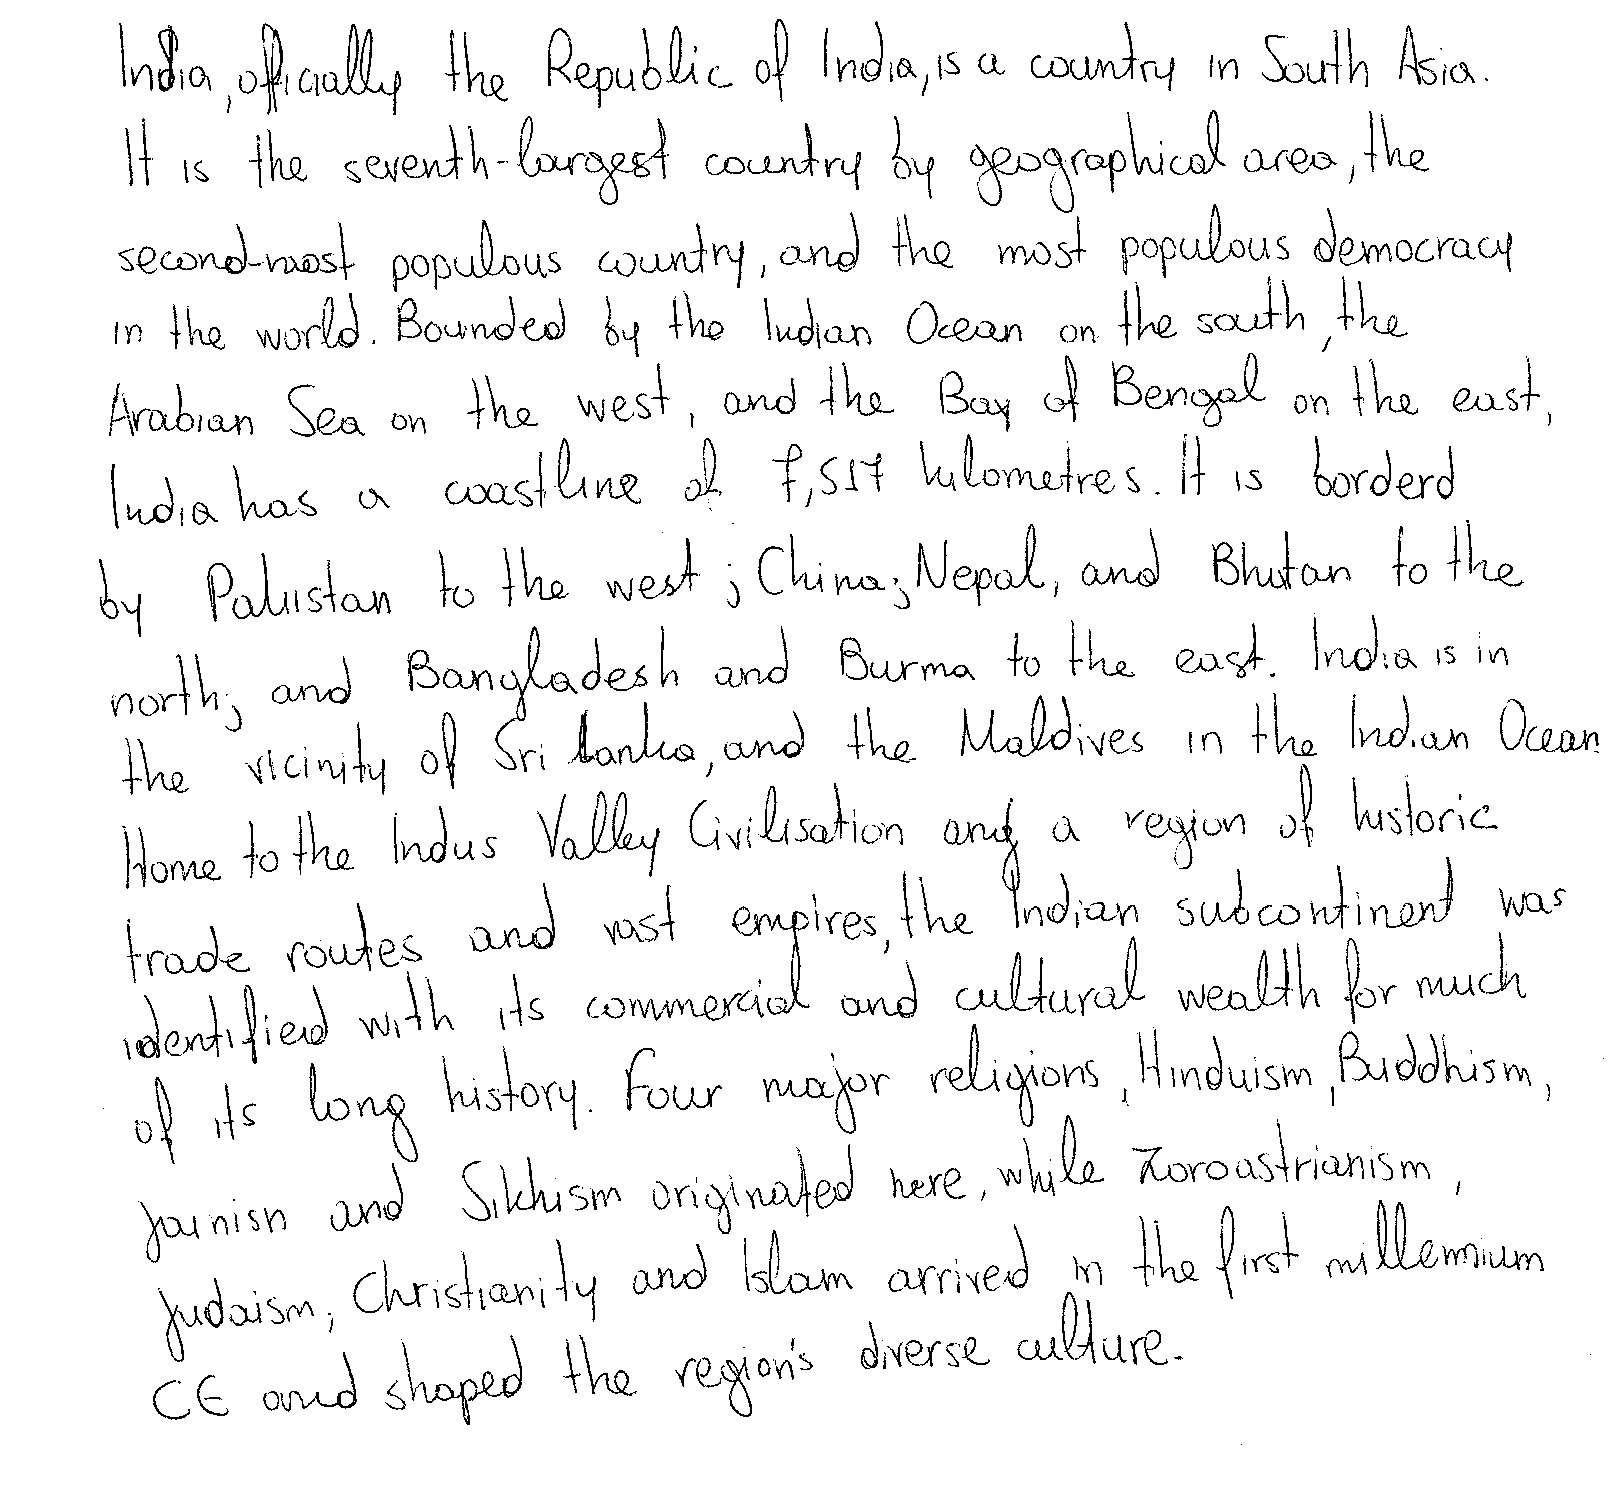 India, officially the Republic of India, is a country in South Asia.
It is the seventh-largest country by geographical area, the
second-most populous country, and the most populous democracy
in the world. Bounded by the Indian Ocean on the south, the
Arabian Sea on the west, and the Bay of Bengal on the east,
India has a coastline of 7,517 kilometres. It is borderd
by Pakistan to the west; China; Nepal, and Bhutan to the
north; and Bangladesh and Burma to the east. India is in
the vicinity of Sri Lanka, and the Maldives in the Indian Ocean
Home to the Indus Valley Civilisation and a region of historic
trade routes and vast empires, the Indian subcontinent was
identified with its commercial and cultural wealth for much
of its long history. Four major religions, Hinduism, Buddhism,
Jainism and Sikhism originated here, while Zoroastrianism,
Judaism, Christianity and Islam arrived in the first millennium
CE and shaped the region's diverse culture.